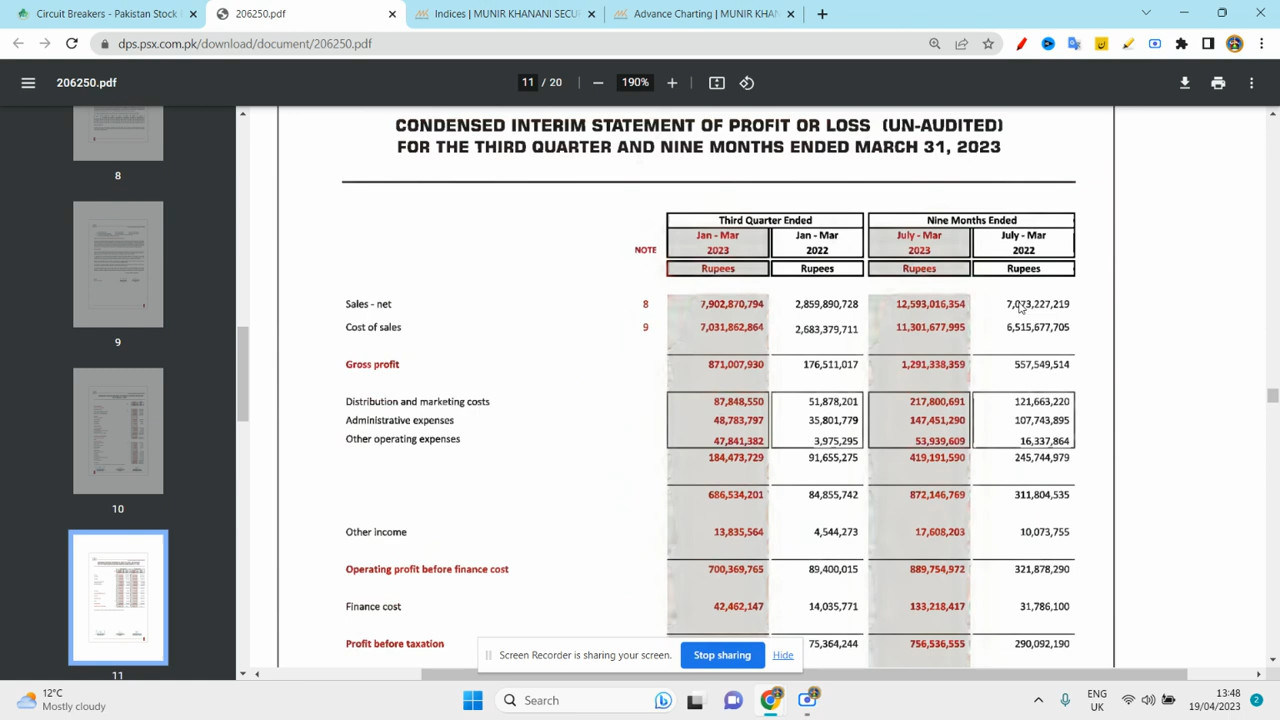 Circuit Breakers - Pakistan Stock E
206250.pdf
Indices | MUNIR KHANANI SECUR
Advance Charting | MUNIR KHAN
dps.psx.com.pk/download/document/206250.pdf
206250.pdf
11 / 20
190%
8
9
10
11
CONDENSED INTERIM STATEMENT OF PROFIT OR LOSS (UN-AUDITED)
FOR THE THIRD QUARTER AND NINE MONTHS ENDED MARCH 31, 2023
Third Quarter Ended Nine Months Ended
Jan - Mar Jan - Mar July - Mar July - Mar
NOTE 2023 2022 2023 2022
Rupees Rupees Rupees Rupees
Sales - net 8 7,902,870,794 2,859,890,728 12,593,016,354 7,073,227,219
Cost of sales 9 7,031,862,864 2,683,379,711 11,301,677,995 6,515,677,705
Gross profit 871,007,930 176,511,017 1,291,338,359 557,549,514
Distribution and marketing costs 87,848,550 51,878,201 217,800,691 121,663,220
Administrative expenses 48,783,797 35,801,779 147,451,290 107,743,895
Other operating expenses 47,841,382 3,975,295 53,939,609 16,337,864
184,473,729 91,655,275 419,191,590 245,744,979
686,534,201 84,855,742 872,146,769 311,804,535
Other income 13,835,564 4,544,273 17,608,203 10,073,755
Operating profit before finance cost 700,369,765 89,400,015 889,754,972 321,878,290
Finance cost 42,462,147 14,035,771 133,218,417 31,786,100
Profit before taxation 75,364,244 756,536,555 290,092,190
Screen Recorder is sharing your screen. Stop sharing Hide
12°C
Mostly cloudy
Search
ENG
UK
13:48
19/04/2023
2